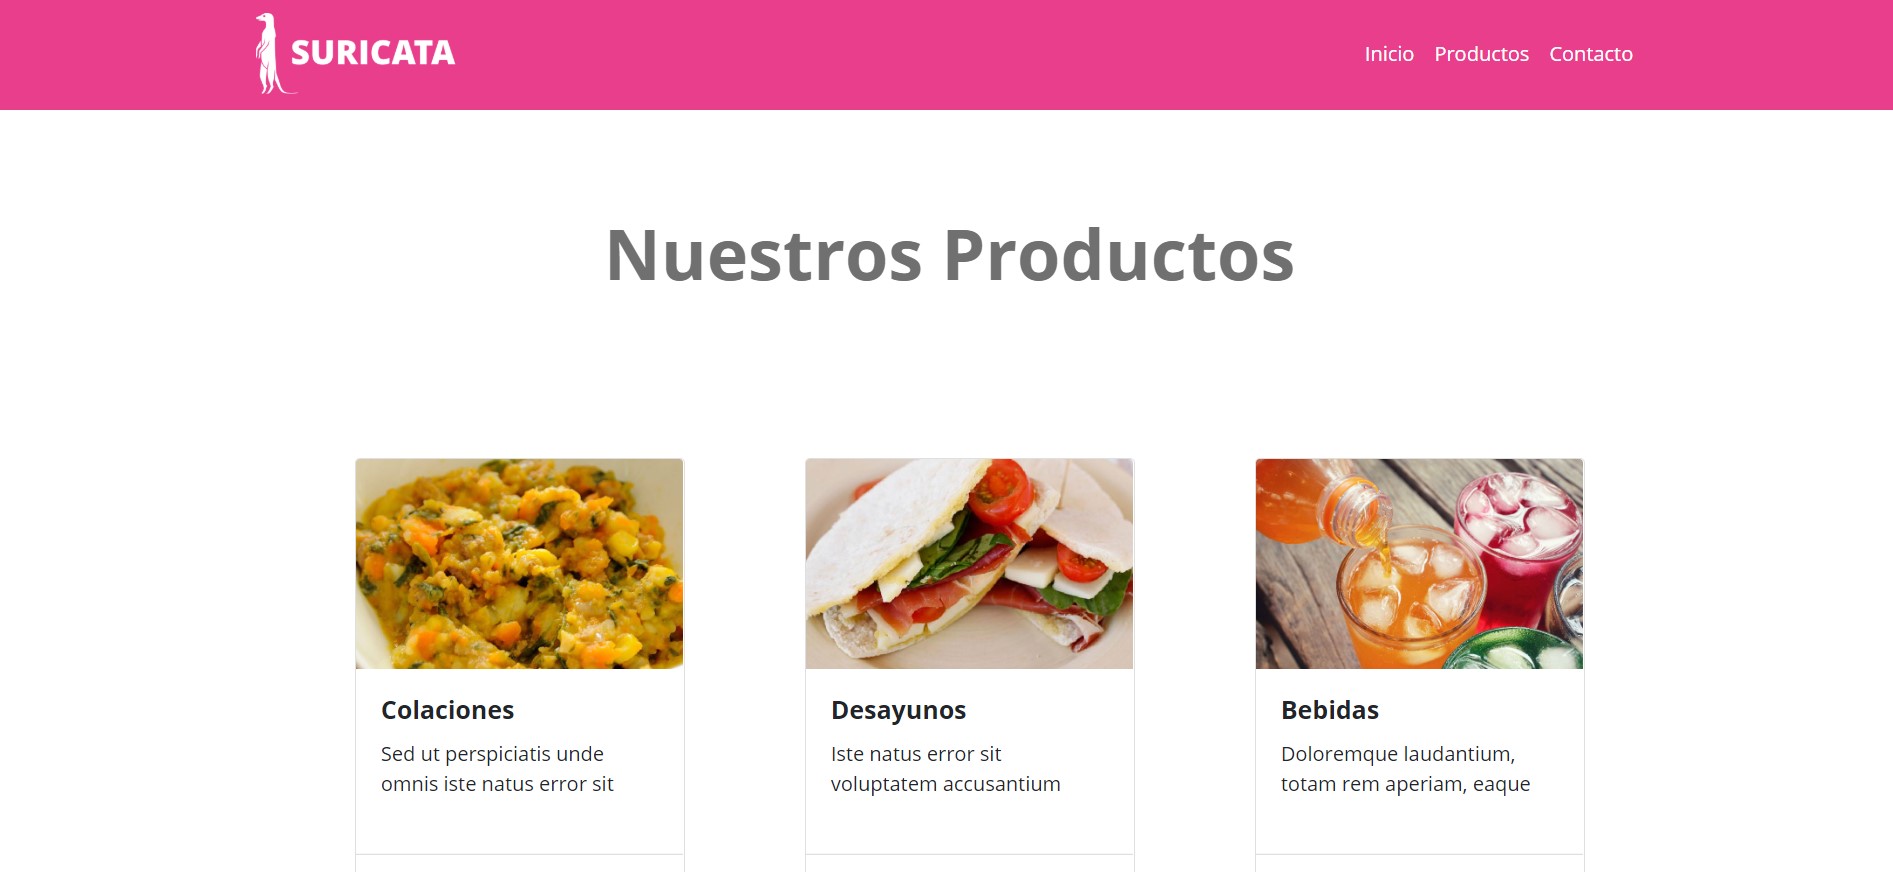 SURICATA
Inicio Productos Contacto
Nuestros Productos
Colaciones
Sed ut perspiciatis unde
omnis iste natus error sit
Desayunos
Iste natus error sit
voluptatem accusantium
Bebidas
Doloremque laudantium,
totam rem aperiam, eaque